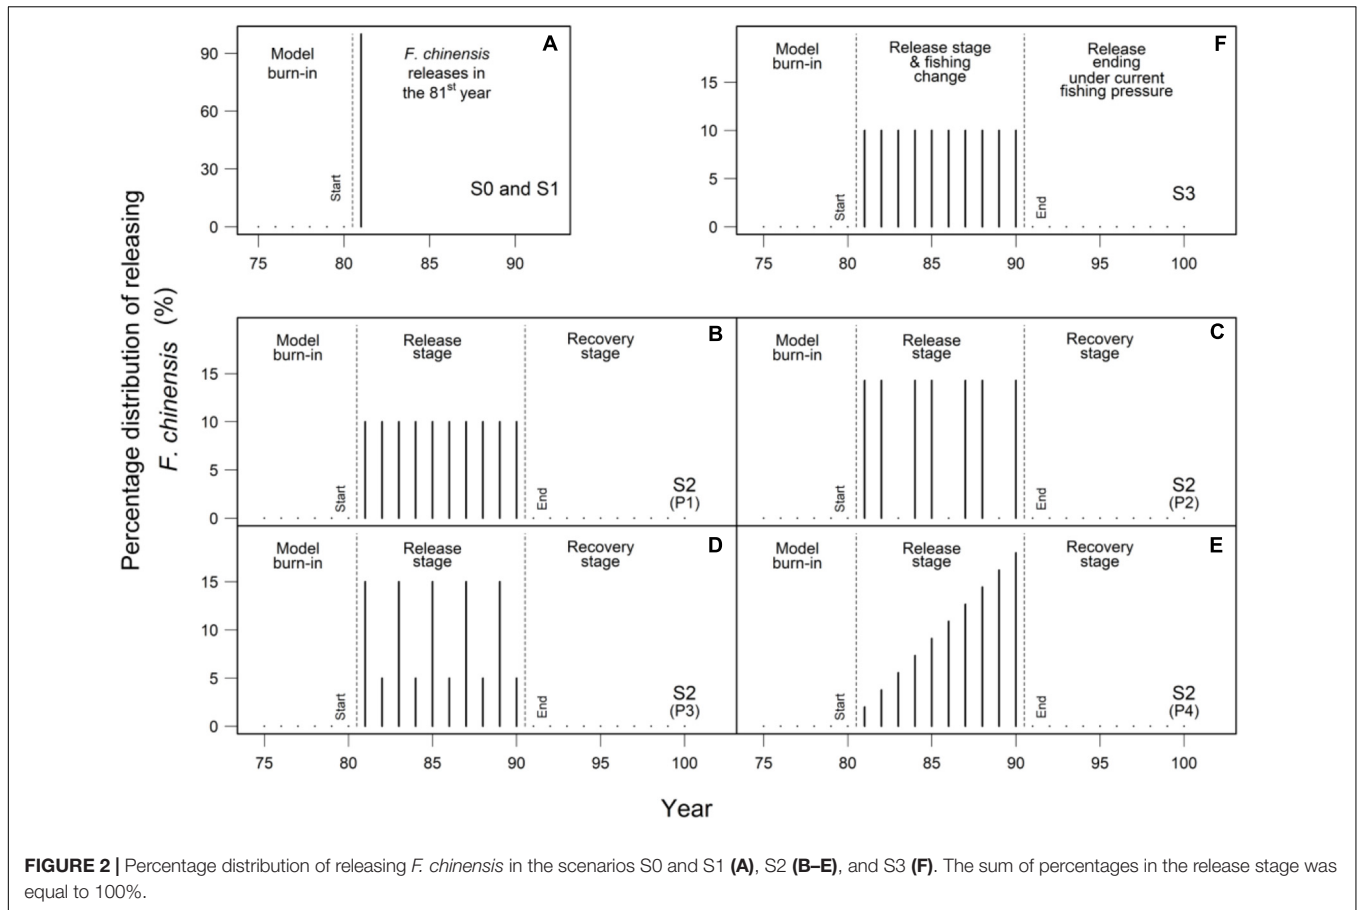 Percentage distribution of releasing
F. chinensis (%)
A
Model
burn-in
F. chinensis
releases in
the 81st year
Start
S0 and S1
90
60
30
0
75 80 85 90
F
Model
burn-in
Release stage
& fishing
change
Release
ending
under current
fishing pressure
Start
End
S3
15
10
5
0
75 80 85 90 95 100
B
Model
burn-in
Release
stage
Recovery
stage
Start
End
S2
(P1)
15
10
5
0
C
Model
burn-in
Release
stage
Recovery
stage
Start
End
S2
(P2)
D
Model
burn-in
Release
stage
Recovery
stage
Start
End
S2
(P3)
15
10
5
0
75 80 85 90 95 100
E
Model
burn-in
Release
stage
Recovery
stage
Start
End
S2
(P4)
75 80 85 90 95 100
Year
FIGURE 2 | Percentage distribution of releasing F. chinensis in the scenarios S0 and S1 (A), S2 (B–E), and S3 (F). The sum of percentages in the release stage was
equal to 100%.